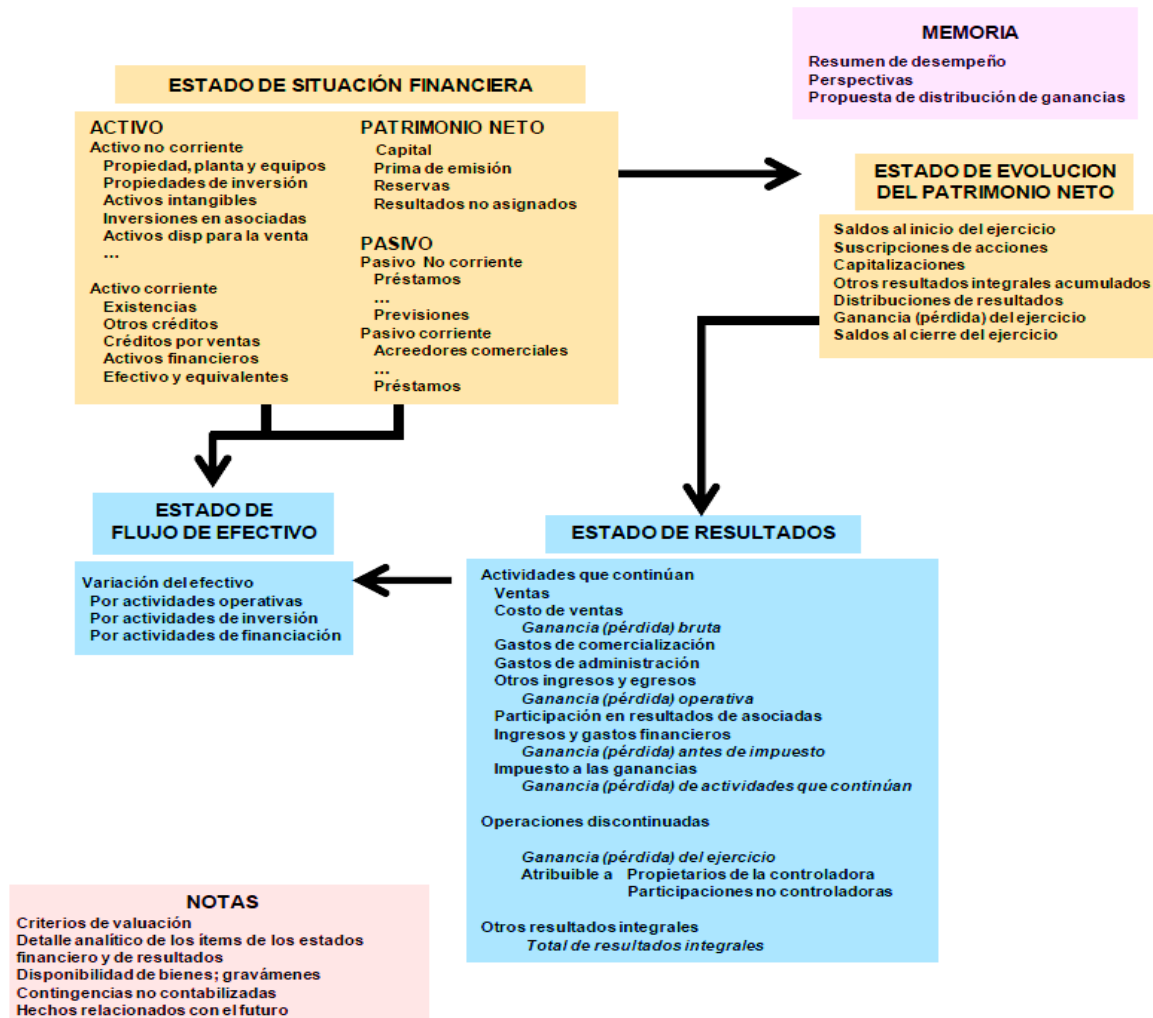 MEMORIA
Resumen de desempeño
Perspectivas
Propuesta de distribución de ganancias
ESTADO DE SITUACIÓN FINANCIERA
ACTIVO
Activo no corriente
Propiedad, planta y equipos
Propiedades de inversión
Activos intangibles
Inversiones en asociadas
Activos disp para la venta
...
Activo corriente
Existencias
Otros créditos
Créditos por ventas
Activos financieros
Efectivo y equivalentes
PATRIMONIO NETO
Capital
Prima de emisión
Reservas
Resultados no asignados
PASIVO
Pasivo No corriente
Préstamos
...
Previsiones
Pasivo corriente
Acreedores comerciales
...
Préstamos
ESTADO DE EVOLUCION
DEL PATRIMONIO NETO
Saldos al inicio del ejercicio
Suscripciones de acciones
Capitalizaciones
Otros resultados integrales acumulados
Distribuciones de resultados
Ganancia (pérdida) del ejercicio
Saldos al cierre del ejercicio
ESTADO DE
FLUJO DE EFECTIVO
Variación del efectivo
Por actividades operativas
Por actividades de inversión
Por actividades de financiación
ESTADO DE RESULTADOS
Actividades que continúan
Ventas
Costo de ventas
Ganancia (pérdida) bruta
Gastos de comercialización
Gastos de administración
Otros ingresos y egresos
Ganancia (pérdida) operativa
Participación en resultados de asociadas
Ingresos y gastos financieros
Ganancia (pérdida) antes de impuesto
Impuesto a las ganancias
Ganancia (pérdida) de actividades que continúan
Operaciones discontinuadas
Ganancia (pérdida) del ejercicio
Atribuible a Propietarios de la controladora
Participaciones no controladoras
Otros resultados integrales
Total de resultados integrales
NOTAS
Criterios de valuación
Detalle analítico de los ítems de los estados
financiero y de resultados
Disponibilidad de bienes; gravámenes
Contingencias no contabilizadas
Hechos relacionados con el futuro